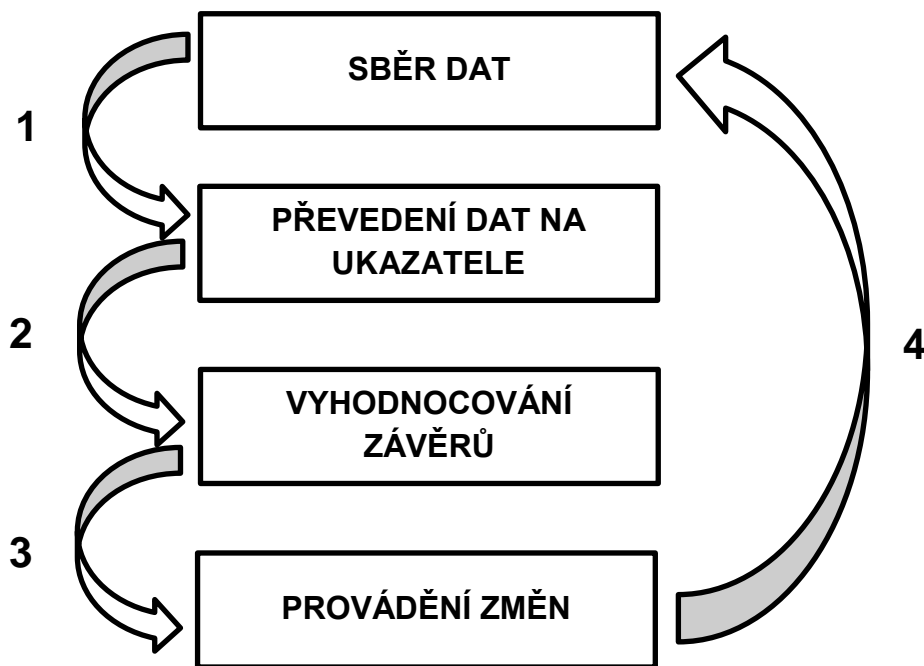 SBĚR DAT
1
PŘEVEDENÍ DAT NA
UKAZATELE
2
4
VYHODNOCOVÁNÍ
ZÁVĚRŮ
3
PROVÁDĚNÍ ZMĚN